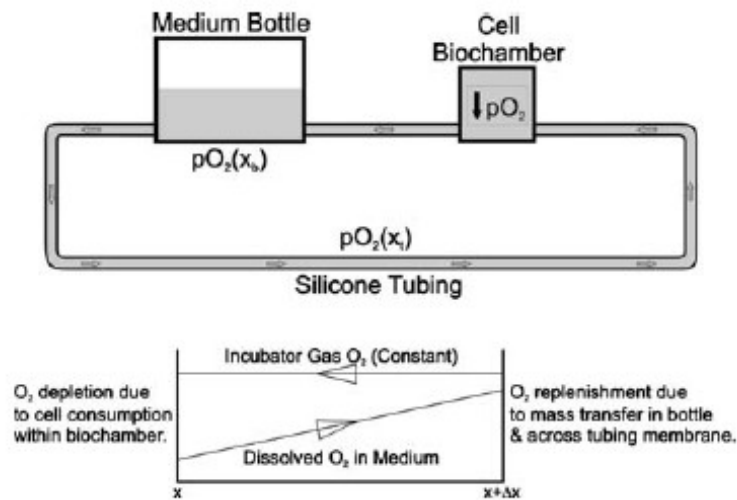 Medium Bottle
Cell
Biochamber
pO₂
pO₂(xb)
pO₂(xt)
Silicone Tubing
Incubator Gas O₂ (Constant)
O₂ depletion due
to cell consumption
within biochamber.
O₂ replenishment due
to mass transfer in bottle
& across tubing membrane.
Dissolved O₂ in Medium
x
x+Δx